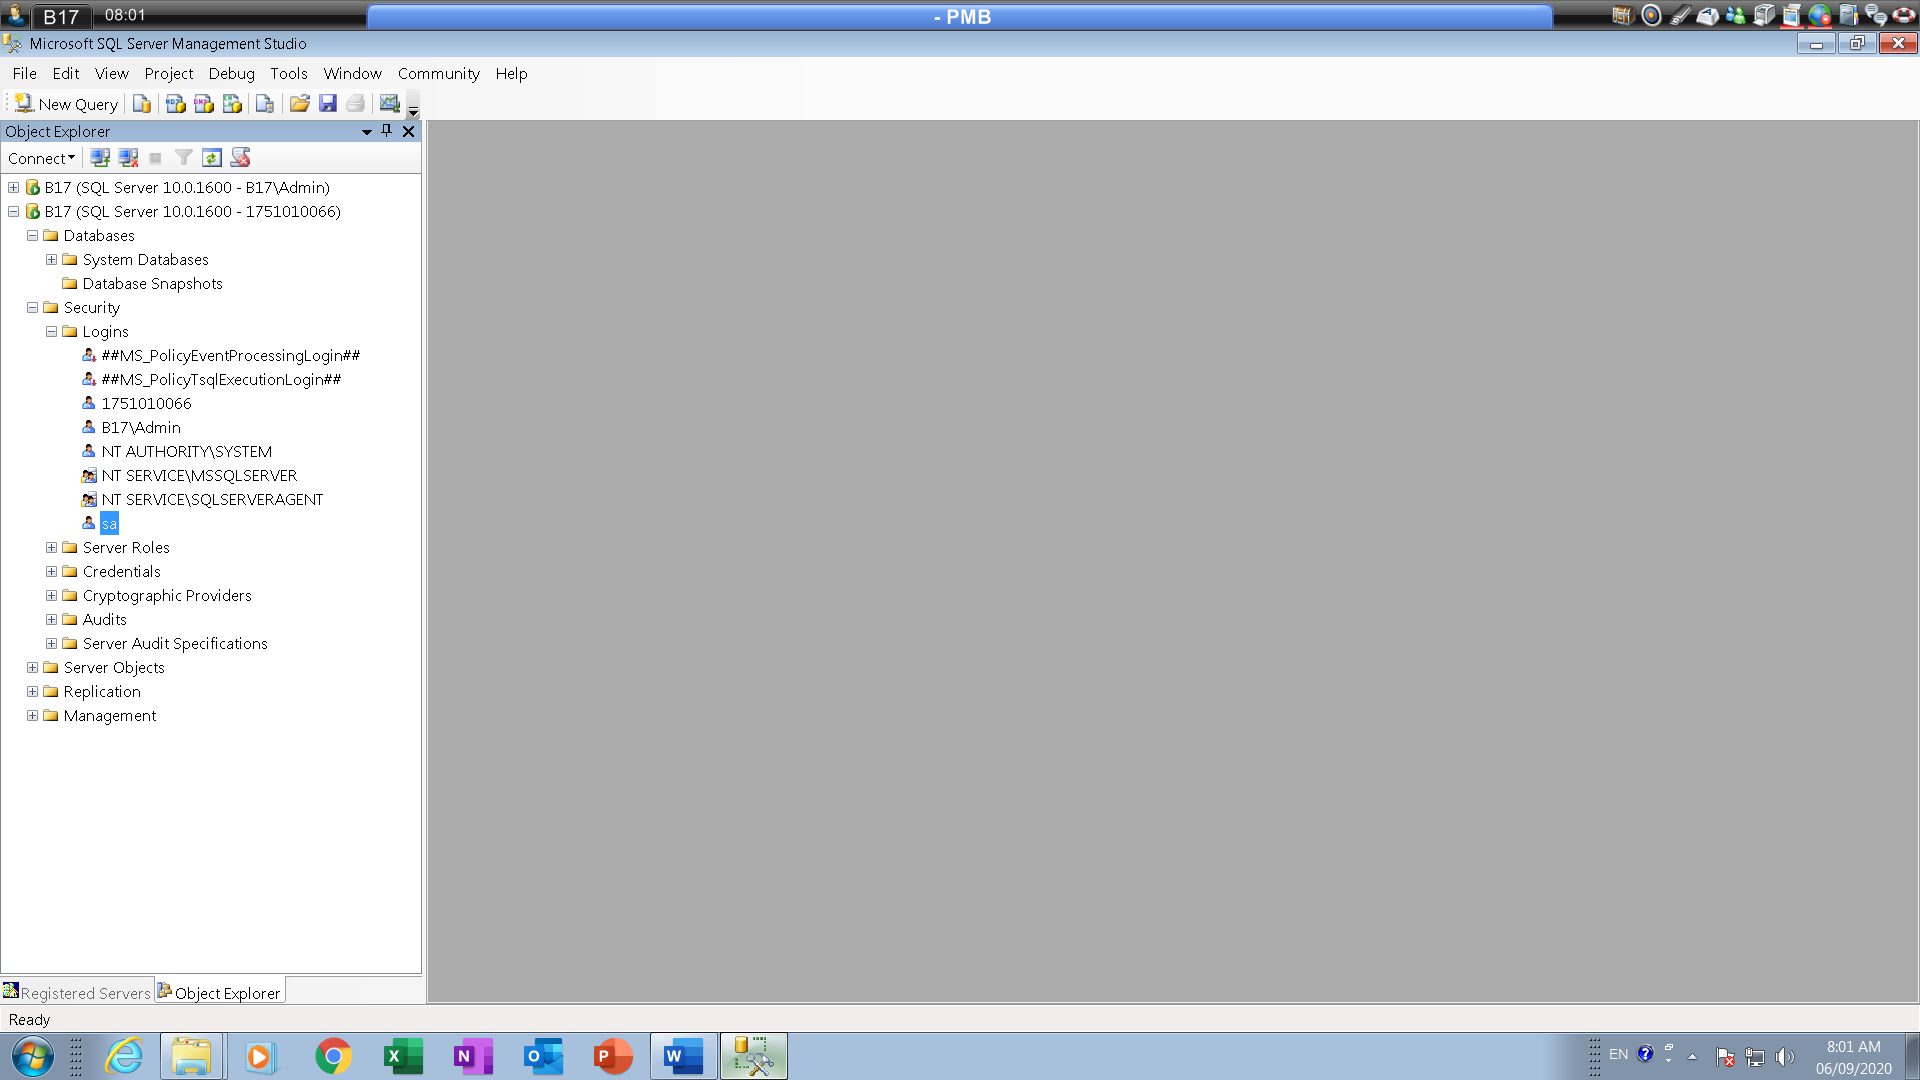 B17 08:01 - PMB
Microsoft SQL Server Management Studio
File Edit View Project Debug Tools Window Community Help
New Query
Object Explorer
Connect
B17 (SQL Server 10.0.1600 - B17\Admin)
B17 (SQL Server 10.0.1600 - 1751010066)
Databases
System Databases
Database Snapshots
Security
Logins
##MS_PolicyEventProcessingLogin##
##MS_PolicyTsqlExecutionLogin##
1751010066
B17\Admin
NT AUTHORITY\SYSTEM
NT SERVICE\MSSQLSERVER
NT SERVICE\SQLSERVERAGENT
sa
Server Roles
Credentials
Cryptographic Providers
Audits
Server Audit Specifications
Server Objects
Replication
Management
Registered Servers Object Explorer
Ready
X N O P W EN 8:01 AM
06/09/2020